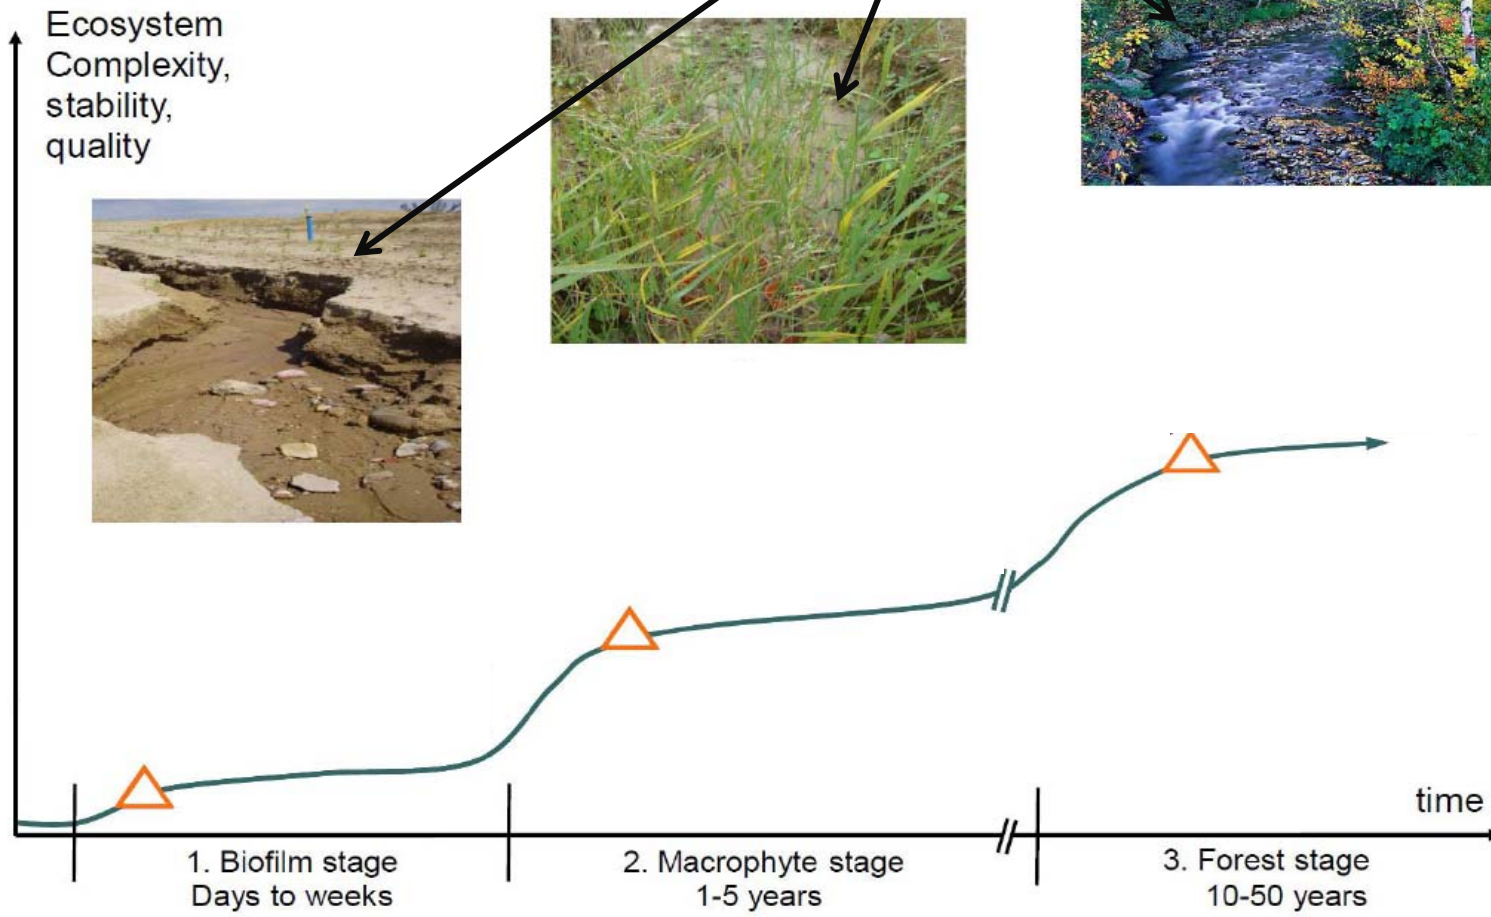 Ecosystem
Complexity,
stability,
quality
time
1. Biofilm stage
Days to weeks
2. Macrophyte stage
1-5 years
3. Forest stage
10-50 years